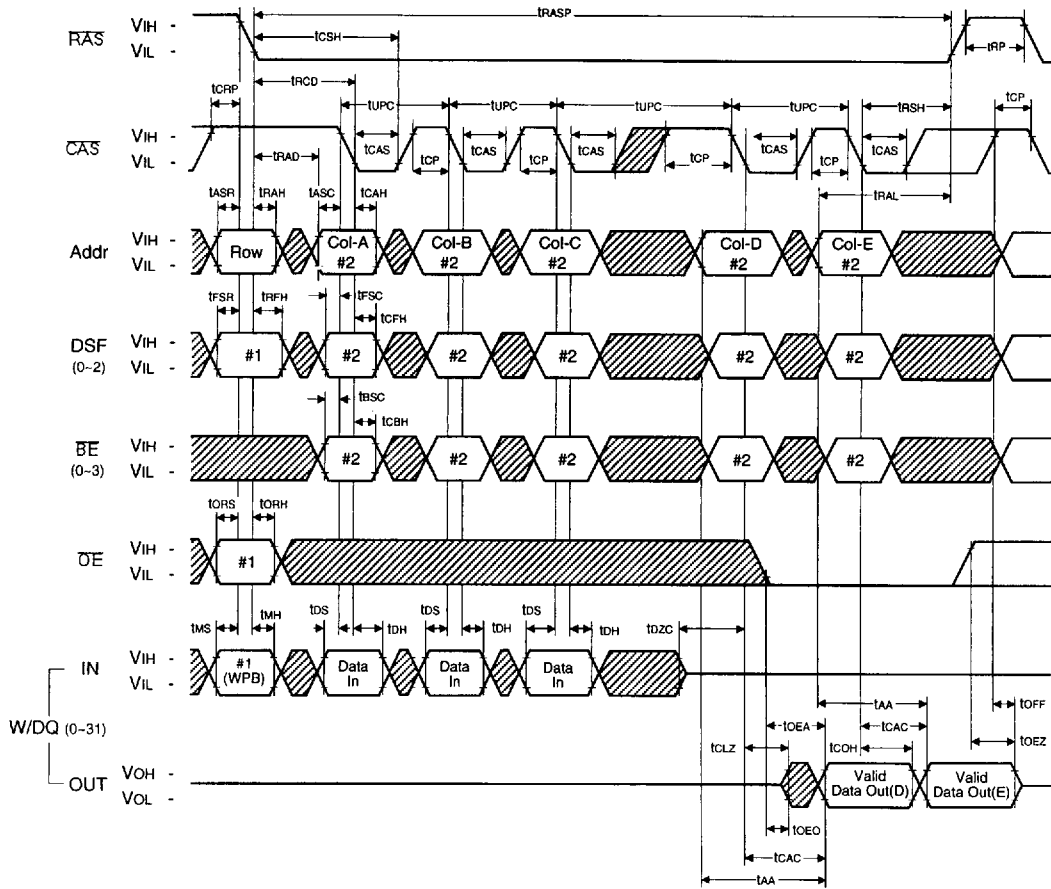 tRASP
RAS
VIH -
VIL -
tCSH
tRP
tRCD
tCRP
tUPC
tUPC
tUPC
tUPC
tRSH
tCP
CAS
VIH -
VIL -
tCAS
tCP
tCAS
tCP
tCAS
tCP
tCAS
tCP
tCAS
tRAD
tRAL
tASR
tRAH
tASC
tCAH
Addr
VIH -
VIL -
Row
Col-A #2
Col-B #2
Col-C #2
Col-D #2
Col-E #2
tFSR
tRFH
tFSC
tCFH
DSF
(0~2)
VIH -
VIL -
#1
#2
#2
#2
#2
#2
tBSC
tCBH
BE
(0~3)
VIH -
VIL -
#2
#2
#2
#2
#2
tORS
tORH
OE
VIH -
VIL -
#1
tMS
tMH
tDS
tDH
tDS
tDH
tDS
tDH
tDZC
IN
VIH -
VIL -
#1 (WPB)
Data In
Data In
Data In
W/DQ (0~31)
tAA
tOFF
tOEA
tCAC
tOEZ
tCLZ
tCOH
OUT
VOH -
VOL -
Valid Data Out(D)
Valid Data Out(E)
tOEO
tCAC
tAA